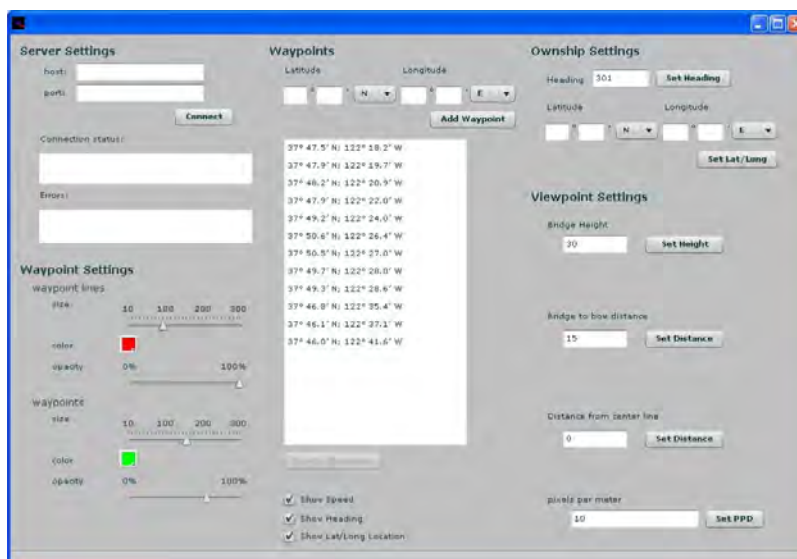 Server Settings
host:
port:
Connect
Connection status:
Errors:
Waypoint Settings
waypoint lines
size
10 100 200 300
color
opacity
0% 100%
waypoints
size
10 100 200 300
color
opacity
0% 100%
Waypoints
Latitude Longitude
° ' N ° ' E
Add Waypoint
37° 47.5' N; 122° 18.2' W
37° 47.9' N; 122° 19.7' W
37° 48.2' N; 122° 20.9' W
37° 47.9' N; 122° 22.0' W
37° 49.2' N; 122° 24.0' W
37° 50.6' N; 122° 26.4' W
37° 50.5' N; 122° 27.0' W
37° 49.7' N; 122° 28.0' W
37° 49.3' N; 122° 28.6' W
37° 46.8' N; 122° 35.4' W
37° 46.1' N; 122° 37.1' W
37° 46.0' N; 122° 41.6' W
Show Speed
Show Heading
Show Lat/Long Location
Ownship Settings
Heading 301 Set Heading
Latitude Longitude
° ' N ° ' E
Set Lat/Long
Viewpoint Settings
Bridge Height
30 Set Height
Bridge to bow distance
15 Set Distance
Distance from center line
0 Set Distance
pixels per meter
10 Set PPD